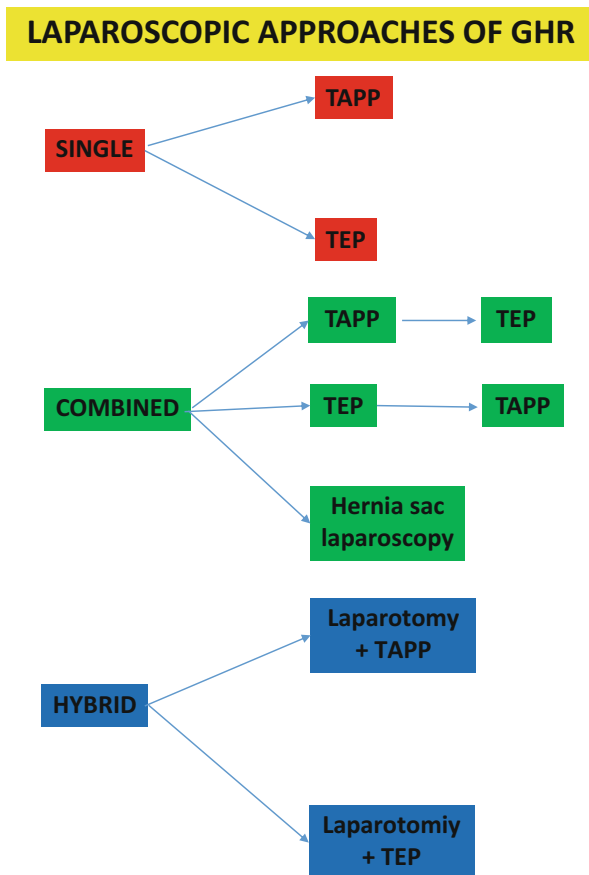 LAPAROSCOPIC APPROACHES OF GHR
SINGLE
TAPP
TEP
COMBINED
TAPP
TEP
TEP
TAPP
Hernia sac
laparoscopy
HYBRID
Laparotomy
+ TAPP
Laparotomiy
+ TEP